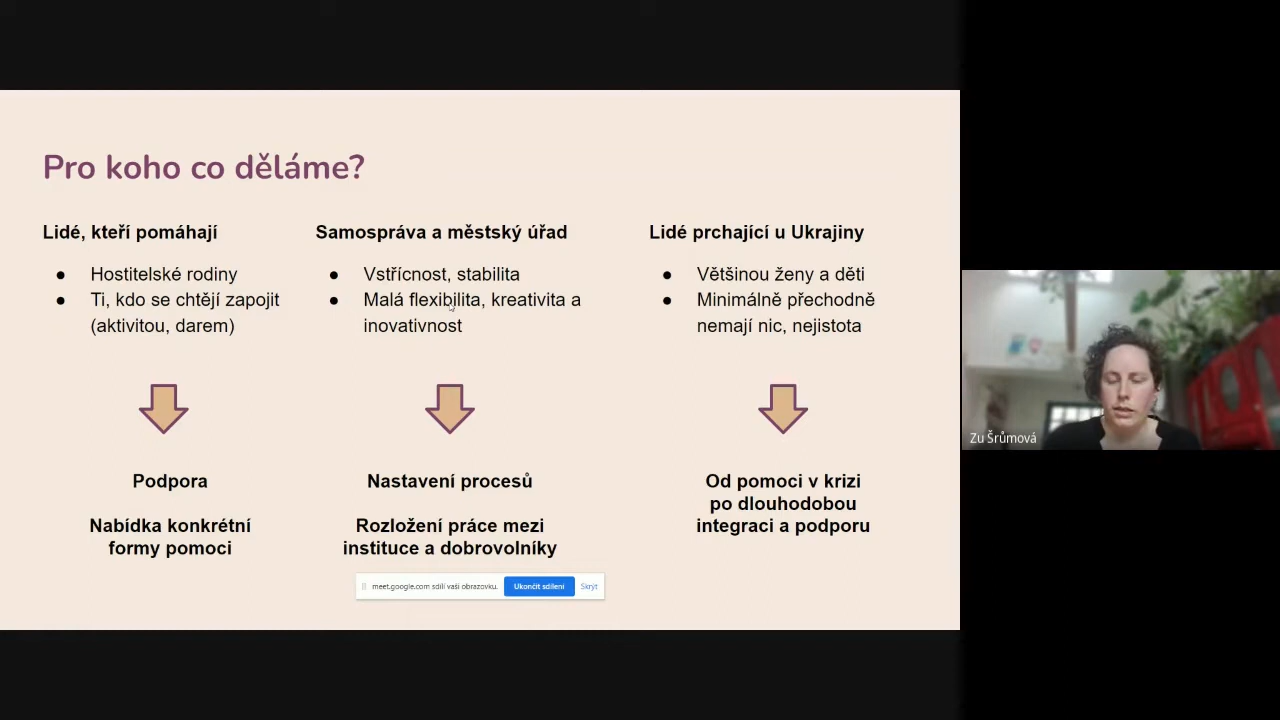 Pro koho co děláme?
Lidé, kteří pomáhají
● Hostitelské rodiny
● Ti, kdo se chtějí zapojit
(aktivitou, darem)
Podpora
Nabídka konkrétní
formy pomoci
Samospráva a městský úřad
● Vstřícnost, stabilita
● Malá flexibilita, kreativita a
inovativnost
Nastavení procesů
Rozložení práce mezi
instituce a dobrovolníky
Lidé prchající u Ukrajiny
● Většinou ženy a děti
● Minimálně přechodně
nemají nic, nejistota
Od pomoci v krizi
po dlouhodobou
integraci a podporu
meet.google.com sdílí vaši obrazovku. Ukončit sdílení Skrýt
Zu Šrůmová